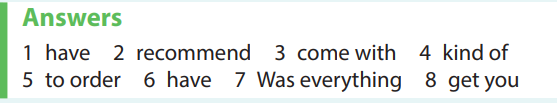 Answers
1 have 2 recommend 3 come with 4 kind of
5 to order 6 have 7 Was everything 8 get you